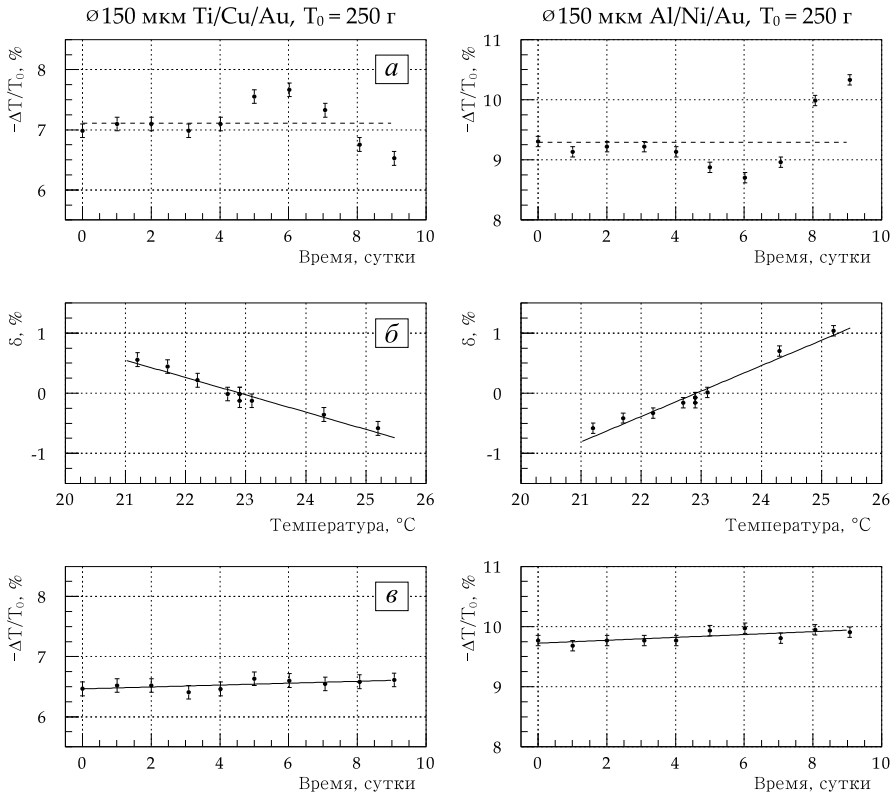 ⌀150 мкм Ti/Cu/Au, T₀ = 250 г
⌀150 мкм Al/Ni/Au, T₀ = 250 г
−ΔT/T₀, %
8
7
6
а
0 2 4 6 8 10
Время, сутки
−ΔT/T₀, %
11
10
9
8
0 2 4 6 8 10
Время, сутки
δ, %
1
0
-1
б
20 21 22 23 24 25 26
Температура, °C
δ, %
1
0
-1
20 21 22 23 24 25 26
Температура, °C
−ΔT/T₀, %
8
7
6
в
0 2 4 6 8 10
Время, сутки
−ΔT/T₀, %
11
10
9
8
0 2 4 6 8 10
Время, сутки